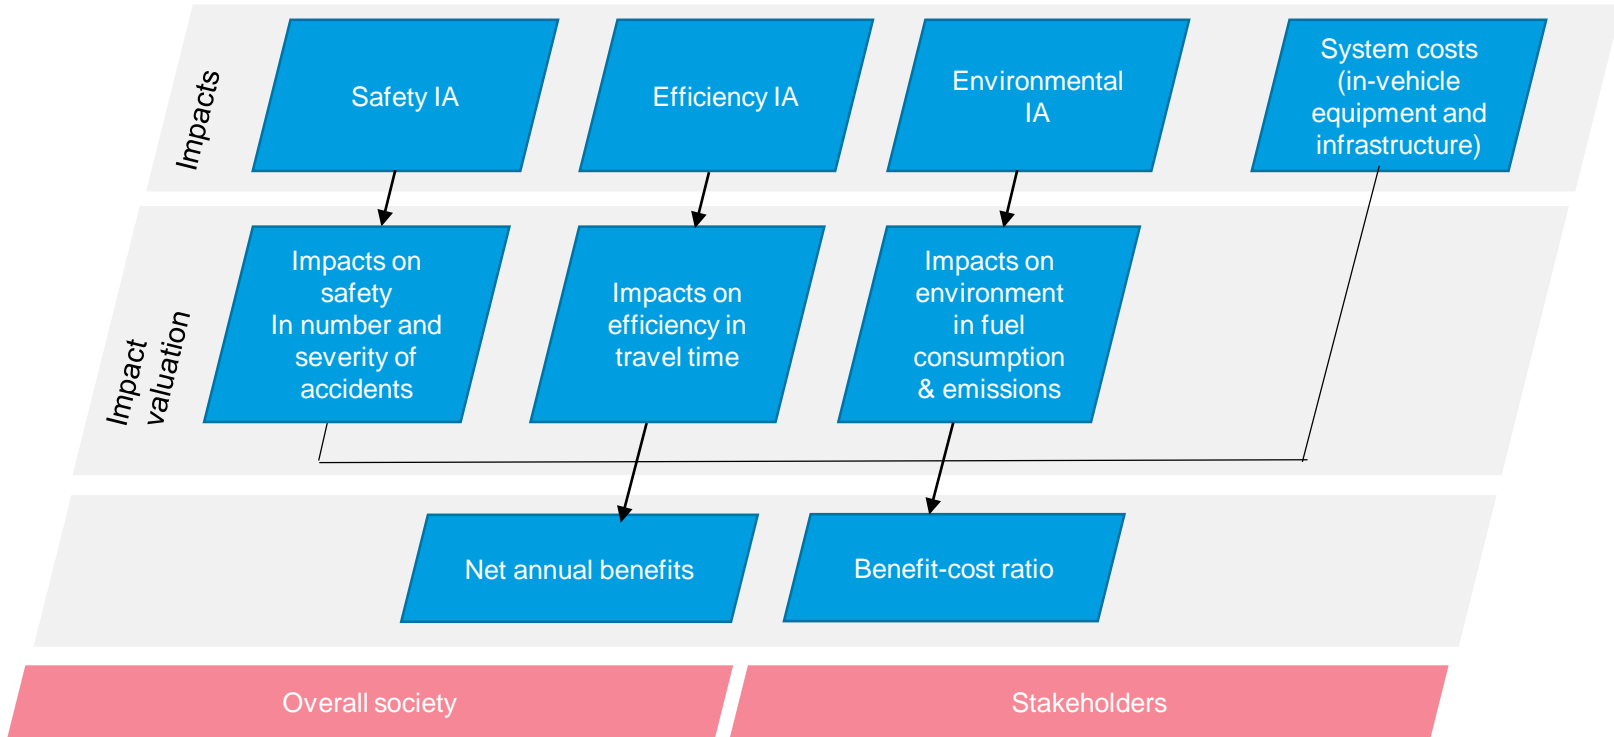 Impacts
Safety IA
Efficiency IA
Environmental
IA
System costs
(in-vehicle
equipment and
infrastructure)
Impact
valuation
Impacts on
safety
In number and
severity of
accidents
Impacts on
efficiency in
travel time
Impacts on
environment
in fuel
consumption
& emissions
Net annual benefits
Benefit-cost ratio
Overall society
Stakeholders